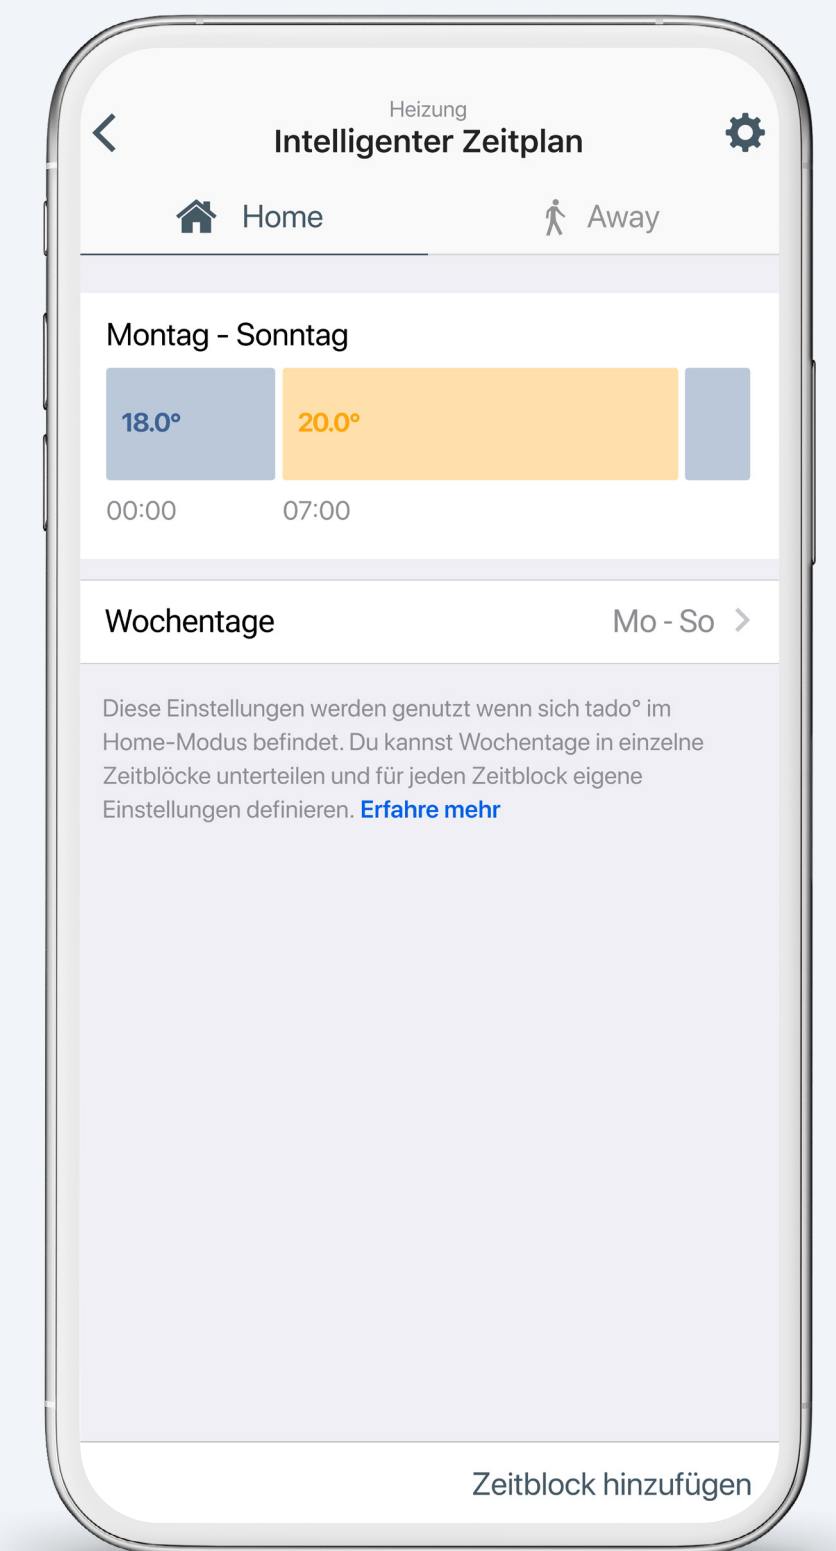 Heizung
Intelligenter Zeitplan
Home
Away
Montag - Sonntag
18.0°
20.0°
00:00
07:00
Wochentage
Mo - So
Diese Einstellungen werden genutzt wenn sich tado° im
Home-Modus befindet. Du kannst Wochentage in einzelne
Zeitblöcke unterteilen und für jeden Zeitblock eigene
Einstellungen definieren. Erfahre mehr
Zeitblock hinzufügen